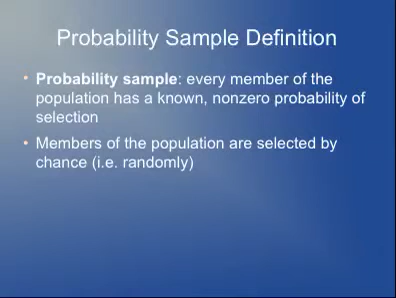 Probability Sample Definition
• Probability sample: every member of the
population has a known, nonzero probability of
selection
• Members of the population are selected by
chance (i.e. randomly)